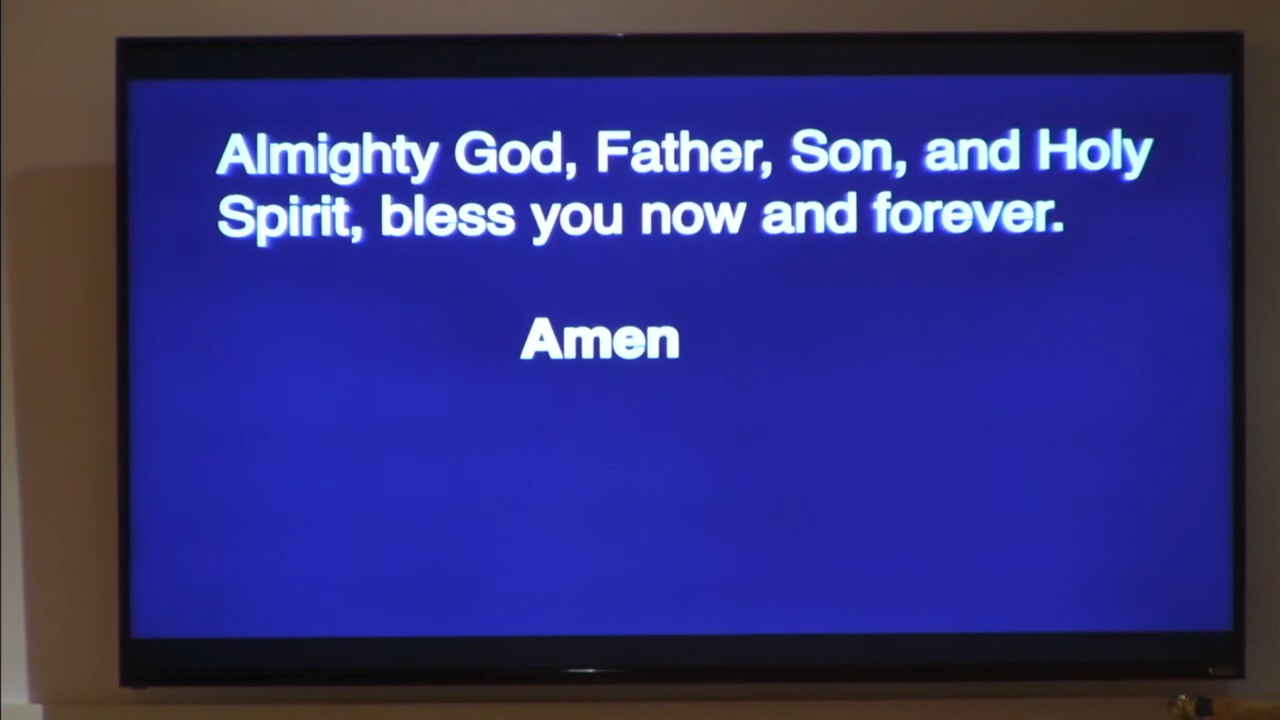 Almighty God, Father, Son, and Holy
Spirit, bless you now and forever.
Amen